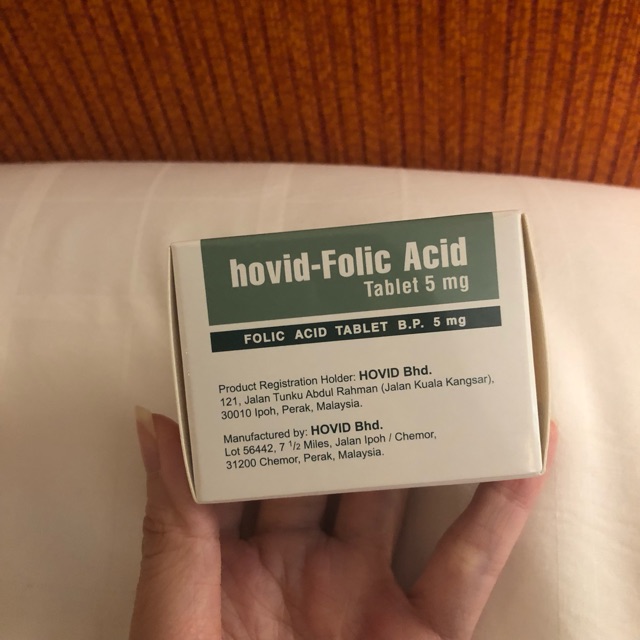 hovid-Folic Acid
Tablet 5 mg
FOLIC ACID TABLET B.P. 5 mg
Product Registration Holder: HOVID Bhd.
121, Jalan Tunku Abdul Rahman (Jalan Kuala Kangsar),
30010 Ipoh, Perak, Malaysia.
Manufactured by: HOVID Bhd.
Lot 56442, 7 1/2 Miles, Jalan Ipoh / Chemor,
31200 Chemor, Perak, Malaysia.